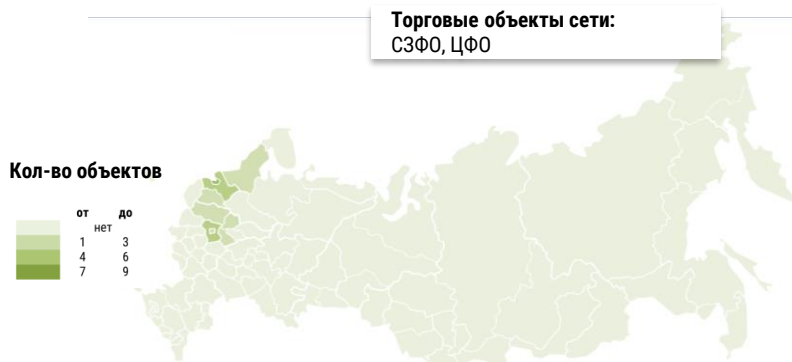 Торговые объекты сети:
СЗФО, ЦФО
Кол-во объектов
от до
нет
1 3
4 6
7 9